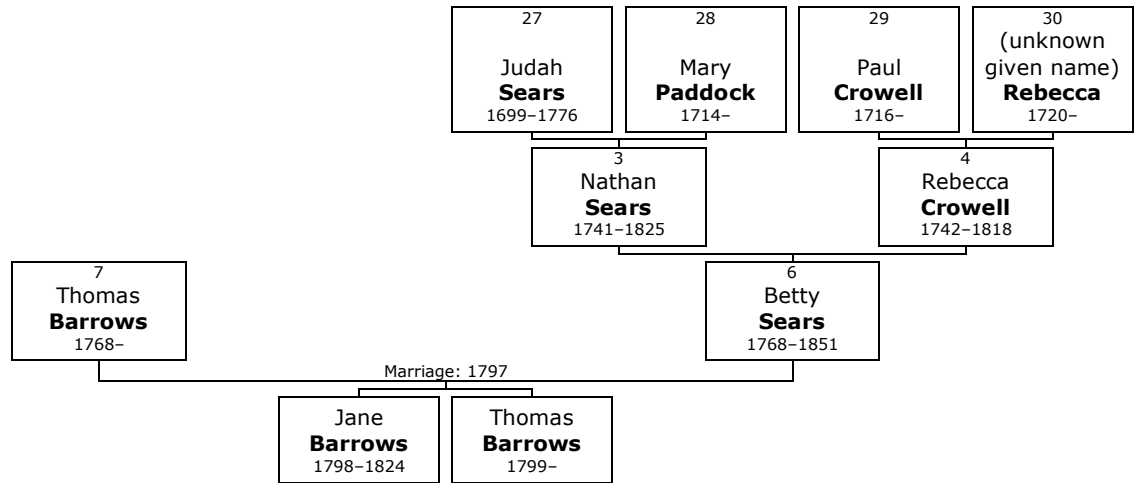 27
Judah
Sears
1699–1776
28
Mary
Paddock
1714–
29
Paul
Crowell
1716–
30
(unknown
given name)
Rebecca
1720–
3
Nathan
Sears
1741–1825
4
Rebecca
Crowell
1742–1818
7
Thomas
Barrows
1768–
6
Betty
Sears
1768–1851
Marriage: 1797
Jane
Barrows
1798–1824
Thomas
Barrows
1799–